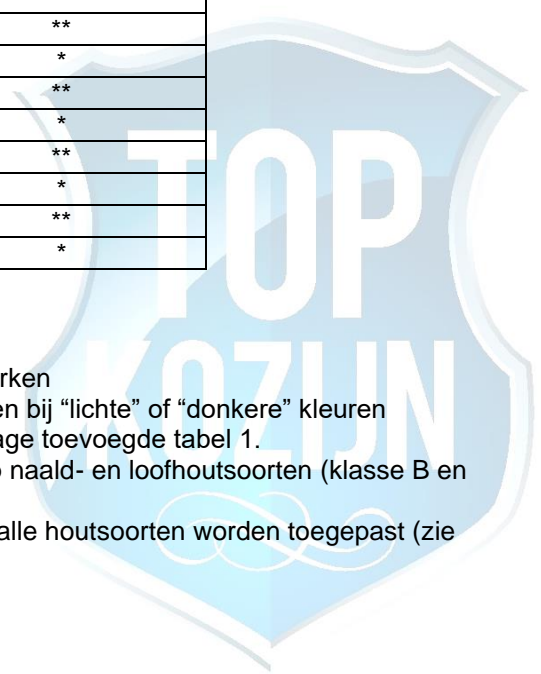 **
*
**
*
**
*
**
*
TOP
KOZIJN
rken
en bij “lichte” of “donkere” kleuren
age toevoegde tabel 1.
naald- en loofhoutsoorten (klasse B en
alle houtsoorten worden toegepast (zie